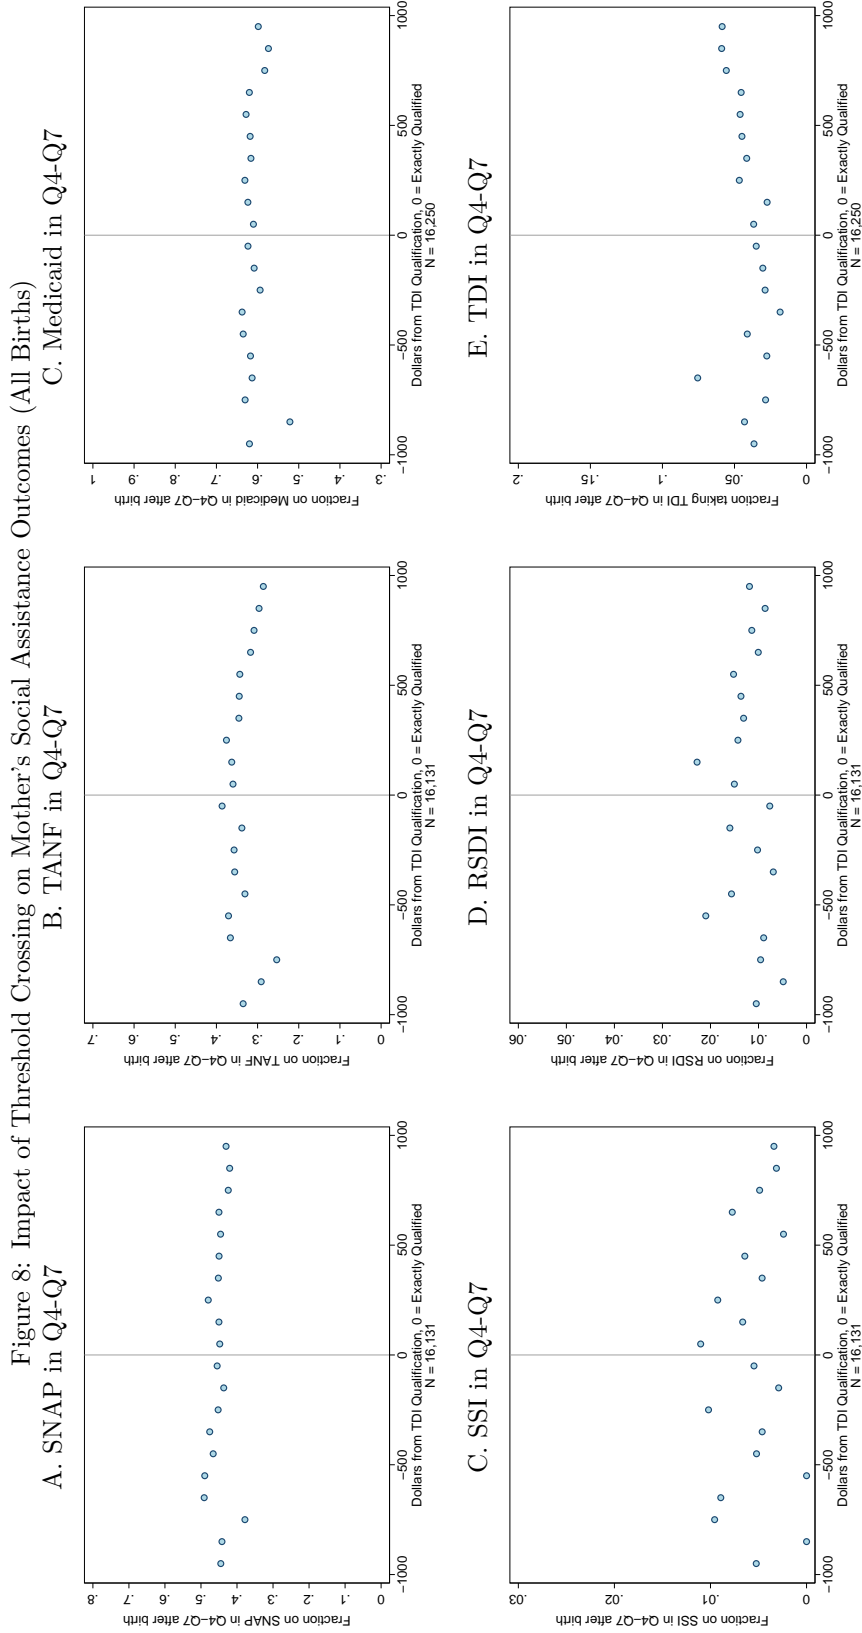 Figure 8: Impact of Threshold Crossing on Mother's Social Assistance Outcomes (All Births)
A. SNAP in Q4-Q7
Fraction on SNAP in Q4−Q7 after birth
0 .1 .2 .3 .4 .5 .6 .7 .8
−1000 −500 0 500 1000
Dollars from TDI Qualification, 0 = Exactly Qualified
N = 16,131
B. TANF in Q4-Q7
Fraction on TANF in Q4−Q7 after birth
0 .1 .2 .3 .4 .5 .6 .7
−1000 −500 0 500 1000
Dollars from TDI Qualification, 0 = Exactly Qualified
N = 16,131
C. Medicaid in Q4-Q7
Fraction on Medicaid in Q4−Q7 after birth
.3 .4 .5 .6 .7 .8 .9 1
−1000 −500 0 500 1000
Dollars from TDI Qualification, 0 = Exactly Qualified
N = 16,250
C. SSI in Q4-Q7
Fraction on SSI in Q4−Q7 after birth
0 .01 .02 .03
−1000 −500 0 500 1000
Dollars from TDI Qualification, 0 = Exactly Qualified
N = 16,131
D. RSDI in Q4-Q7
Fraction on RSDI in Q4−Q7 after birth
0 .01 .02 .03 .04 .05 .06
−1000 −500 0 500 1000
Dollars from TDI Qualification, 0 = Exactly Qualified
N = 16,131
E. TDI in Q4-Q7
Fraction taking TDI in Q4−Q7 after birth
0 .05 .1 .15 .2
−1000 −500 0 500 1000
Dollars from TDI Qualification, 0 = Exactly Qualified
N = 16,250